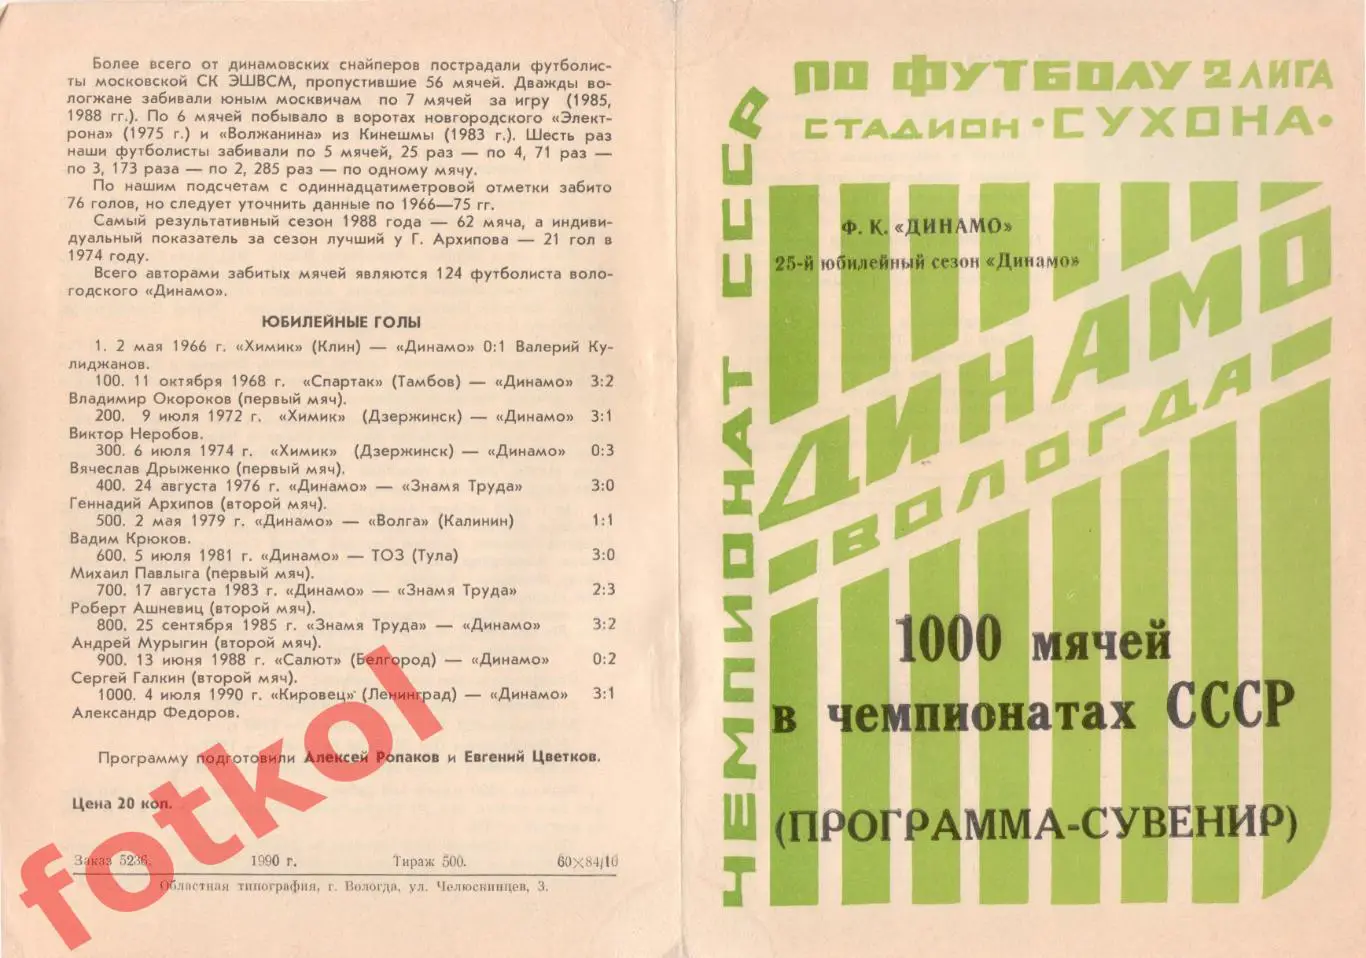 Более всего от динамовских снайперов пострадали футболис-
ты московской СК ЭШВСМ, пропустившие 56 мячей. Дважды во-
логжане забивали юным москвичам по 7 мячей за игру (1985,
1988 гг.). По 6 мячей побывало в воротах новгородского «Элект-
рона» (1975 г.) и «Волжанина» из Кинешмы (1983 г.). Шесть раз
наши футболисты забивали по 5 мячей, 25 раз — по 4, 71 раз —
по 3, 173 раза — по 2, 285 раз — по одному мячу.
По нашим подсчетам с одиннадцатиметровой отметки забито
76 голов, но следует уточнить данные по 1966—75 гг.
Самый результативный сезон 1988 года — 62 мяча, а индиви-
дуальный показатель за сезон лучший у Г. Архипова — 21 гол в
1974 году.
Всего авторами забитых мячей являются 124 футболиста воло-
годского «Динамо».
ЮБИЛЕЙНЫЕ ГОЛЫ
1. 2 мая 1966 г. «Химик» (Клин) — «Динамо» 0:1 Валерий Ку-
лиджанов.
100. 11 октября 1968 г. «Спартак» (Тамбов) — «Динамо» 3:2
Владимир Окороков (первый мяч).
200. 9 июля 1972 г. «Химик» (Дзержинск) — «Динамо» 3:1
Виктор Неробов.
300. 6 июля 1974 г. «Химик» (Дзержинск) — «Динамо» 0:3
Вячеслав Дрыженко (первый мяч).
400. 24 августа 1976 г. «Динамо» — «Знамя Труда» 3:0
Геннадий Архипов (второй мяч).
500. 2 мая 1979 г. «Динамо» — «Волга» (Калинин) 1:1
Вадим Крюков.
600. 5 июля 1981 г. «Динамо» — ТОЗ (Тула) 3:0
Михаил Павлыга (первый мяч).
700. 17 августа 1983 г. «Динамо» — «Знамя Труда» 2:3
Роберт Ашневиц (второй мяч).
800. 25 сентября 1985 г. «Знамя Труда» — «Динамо» 3:2
Андрей Мурыгин (второй мяч).
900. 13 июня 1988 г. «Салют» (Белгород) — «Динамо» 0:2
Сергей Галкин (второй мяч).
1000. 4 июля 1990 г. «Кировец» (Ленинград) — «Динамо» 3:1
Александр Федоров.
Программу подготовили Алексей Ропаков и Евгений Цветков.
Цена 20 коп.
Заказ 5236. 1990 г. Тираж 500. 60×84/16
Областная типография, г. Вологда, ул. Челюскинцев, 3.
fotkol
ЧЕМПИОНАТ СССР
ПО ФУТБОЛУ 2 ЛИГА
СТАДИОН •СУХОНА•
Ф. К. «ДИНАМО»
25-й юбилейный сезон «Динамо»
ДИНАМО
ВОЛОГДА
1000 мячей
в чемпионатах СССР
(ПРОГРАММА-СУВЕНИР)